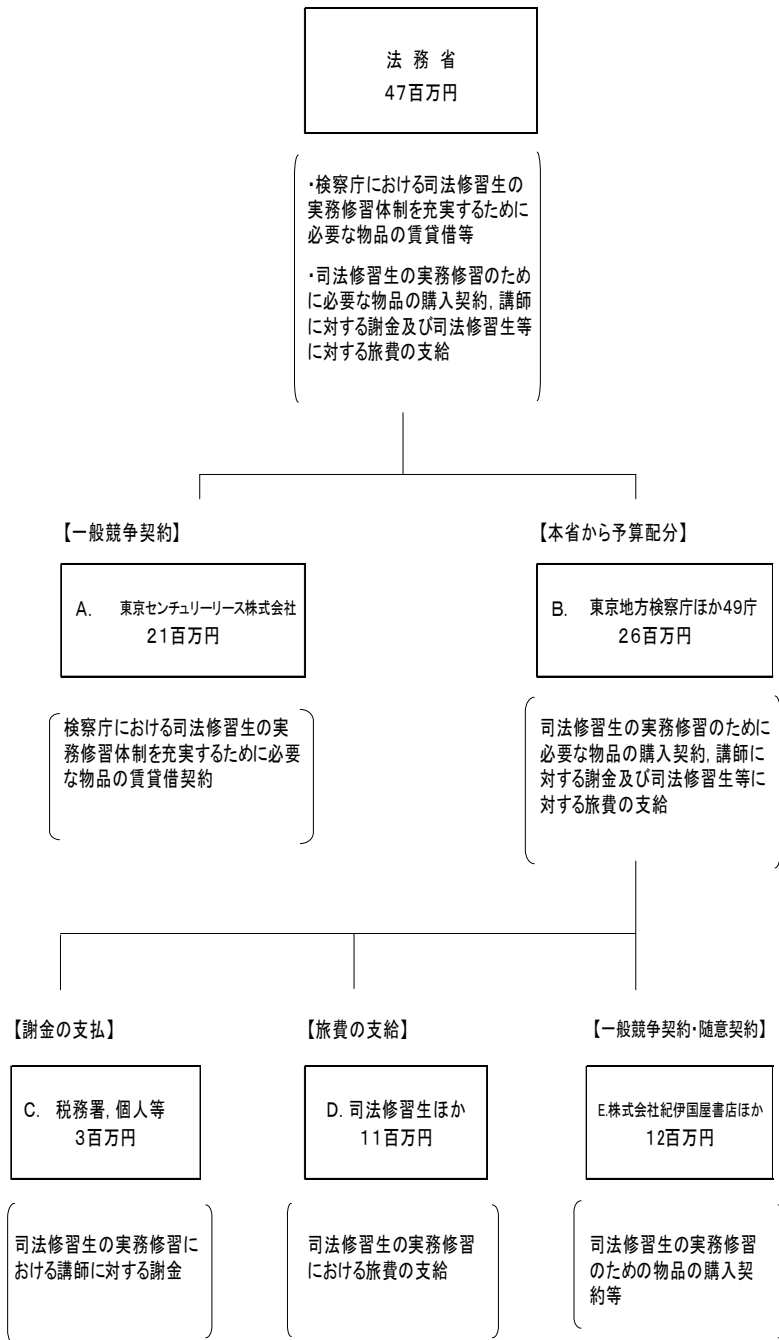 法 務 省
47百万円
・検察庁における司法修習生の
実務修習体制を充実するために
必要な物品の賃貸借等
・司法修習生の実務修習のため
に必要な物品の購入契約, 講師
に対する謝金及び司法修習生等
に対する旅費の支給
【一般競争契約】
A. 東京センチュリーリース株式会社
21百万円
検察庁における司法修習生の実
務修習体制を充実するために必要
な物品の賃貸借契約
【本省から予算配分】
B. 東京地方検察庁ほか49庁
26百万円
司法修習生の実務修習のために
必要な物品の購入契約, 講師に
対する謝金及び司法修習生等に
対する旅費の支給
【謝金の支払】
C. 税務署, 個人等
3百万円
司法修習生の実務修習に
おける講師に対する謝金
【旅費の支給】
D. 司法修習生ほか
11百万円
司法修習生の実務修習
における旅費の支給
【一般競争契約・随意契約】
E.株式会社紀伊国屋書店ほか
12百万円
司法修習生の実務修習
のための物品の購入契
約等